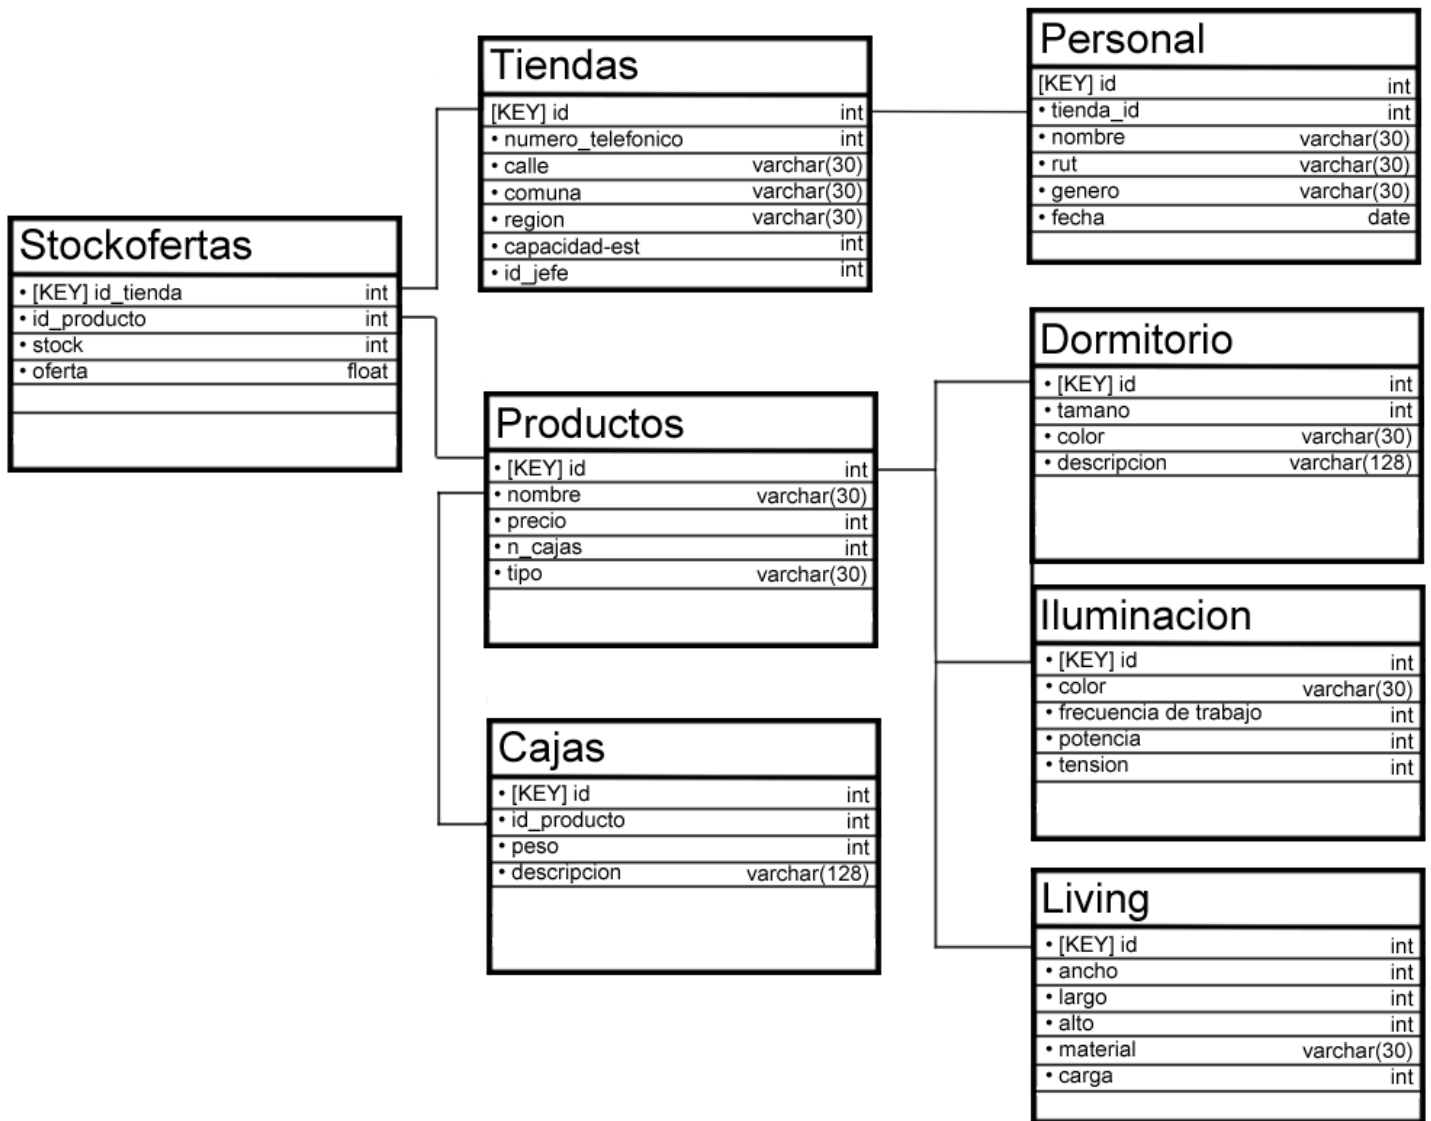 Stockofertas
• [KEY] id_tienda int
• id_producto int
• stock int
• oferta float
Tiendas
[KEY] id int
• numero_telefonico int
• calle varchar(30)
• comuna varchar(30)
• region varchar(30)
• capacidad-est int
• id_jefe int
Productos
• [KEY] id int
• nombre varchar(30)
• precio int
• n_cajas int
• tipo varchar(30)
Cajas
• [KEY] id int
• id_producto int
• peso int
• descripcion varchar(128)
Personal
[KEY] id int
• tienda_id int
• nombre varchar(30)
• rut varchar(30)
• genero varchar(30)
• fecha date
Dormitorio
• [KEY] id int
• tamano int
• color varchar(30)
• descripcion varchar(128)
Iluminacion
• [KEY] id int
• color varchar(30)
• frecuencia de trabajo int
• potencia int
• tension int
Living
• [KEY] id int
• ancho int
• largo int
• alto int
• material varchar(30)
• carga int